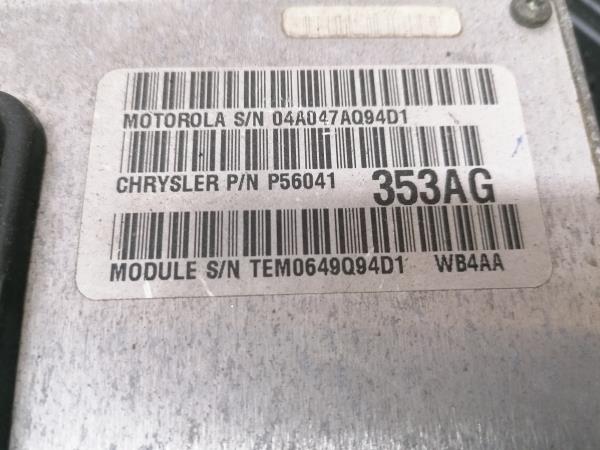 MOTOROLA S/N 04A047AQ94D1
CHRYSLER P/N P56041 353AG
MODULE S/N TEM0649Q94D1 WB4AA